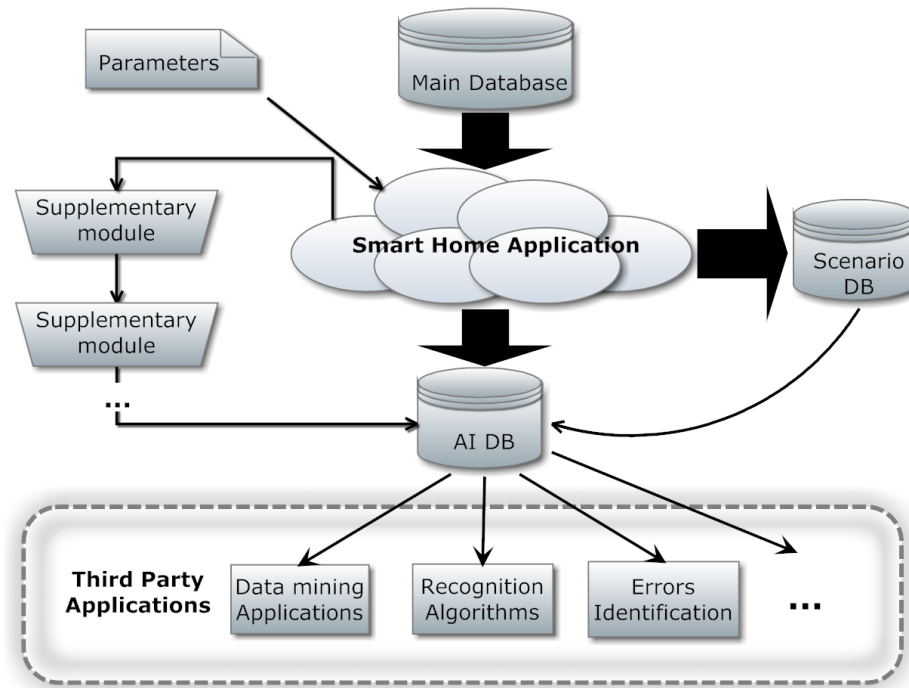 Parameters
Main Database
Supplementary
module
Smart Home Application
Scenario
DB
Supplementary
module
...
AI DB
Third Party
Applications
Data mining
Applications
Recognition
Algorithms
Errors
Identification
...